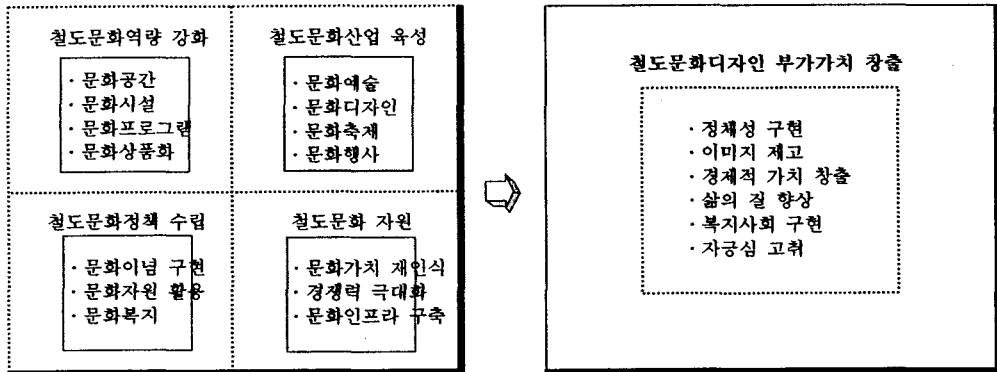 철도문화역량 강화
· 문화공간
· 문화시설
· 문화프로그램
· 문화상품화
철도문화산업 육성
· 문화예술
· 문화디자인
· 문화축제
· 문화행사
철도문화정책 수립
· 문화이념 구현
· 문화자원 활용
· 문화복지
철도문화 자원
· 문화가치 재인식
· 경쟁력 극대화
· 문화인프라 구축
철도문화디자인 부가가치 창출
· 정체성 구현
· 이미지 제고
· 경제적 가치 창출
· 삶의 질 향상
· 복지사회 구현
· 자긍심 고취